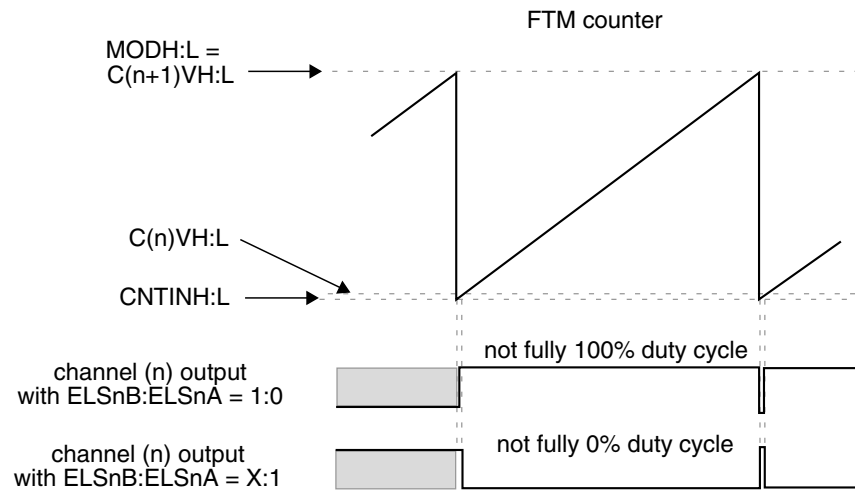 FTM counter
MODH:L =
C(n+1)VH:L
C(n)VH:L
CNTINH:L
not fully 100% duty cycle
channel (n) output
with ELSnB:ELSnA = 1:0
not fully 0% duty cycle
channel (n) output
with ELSnB:ELSnA = X:1